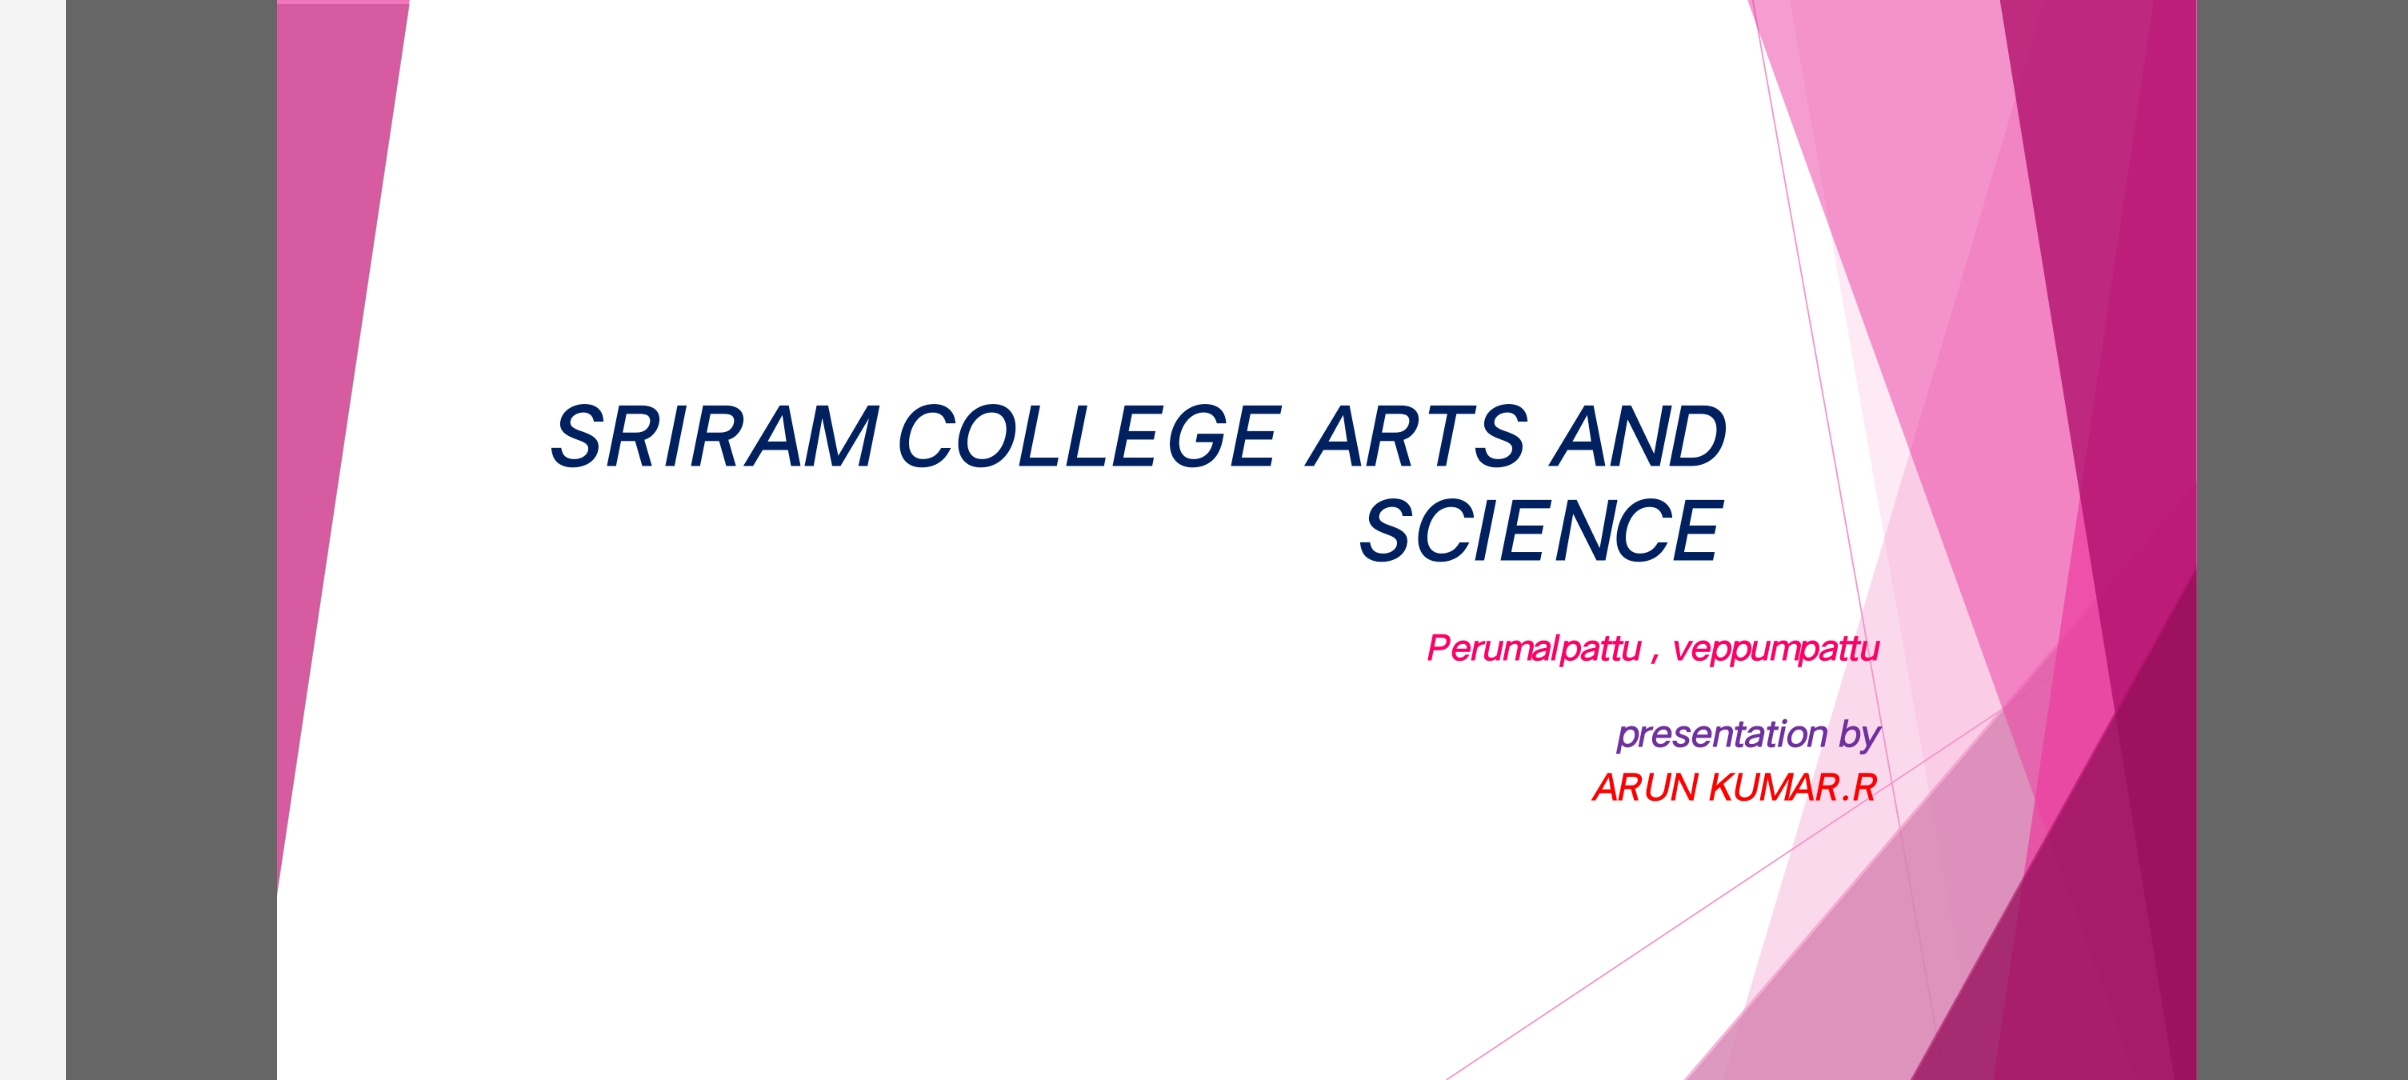 SRIRAM COLLEGE ARTS AND
SCIENCE
Perumalpattu , veppumpattu
presentation by
ARUN KUMAR.R